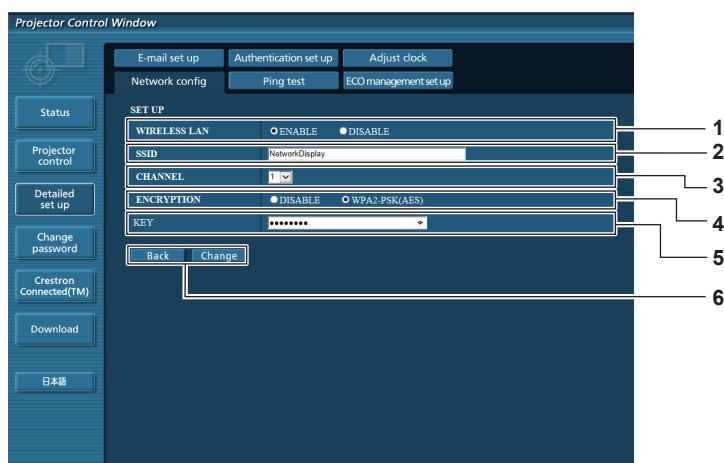 Projector Control Window
E-mail set up
Authentication set up
Adjust clock
Network config
Ping test
ECO management set up
Status
Projector
control
Detailed
set up
Change
password
Crestron
Connected(TM)
Download
日本語
SET UP
WIRELESS LAN ENABLE DISABLE 1
SSID NetworkDisplay 2
CHANNEL 1 3
ENCRYPTION DISABLE WPA2-PSK(AES) 4
KEY •••••••• 5
Back Change 6